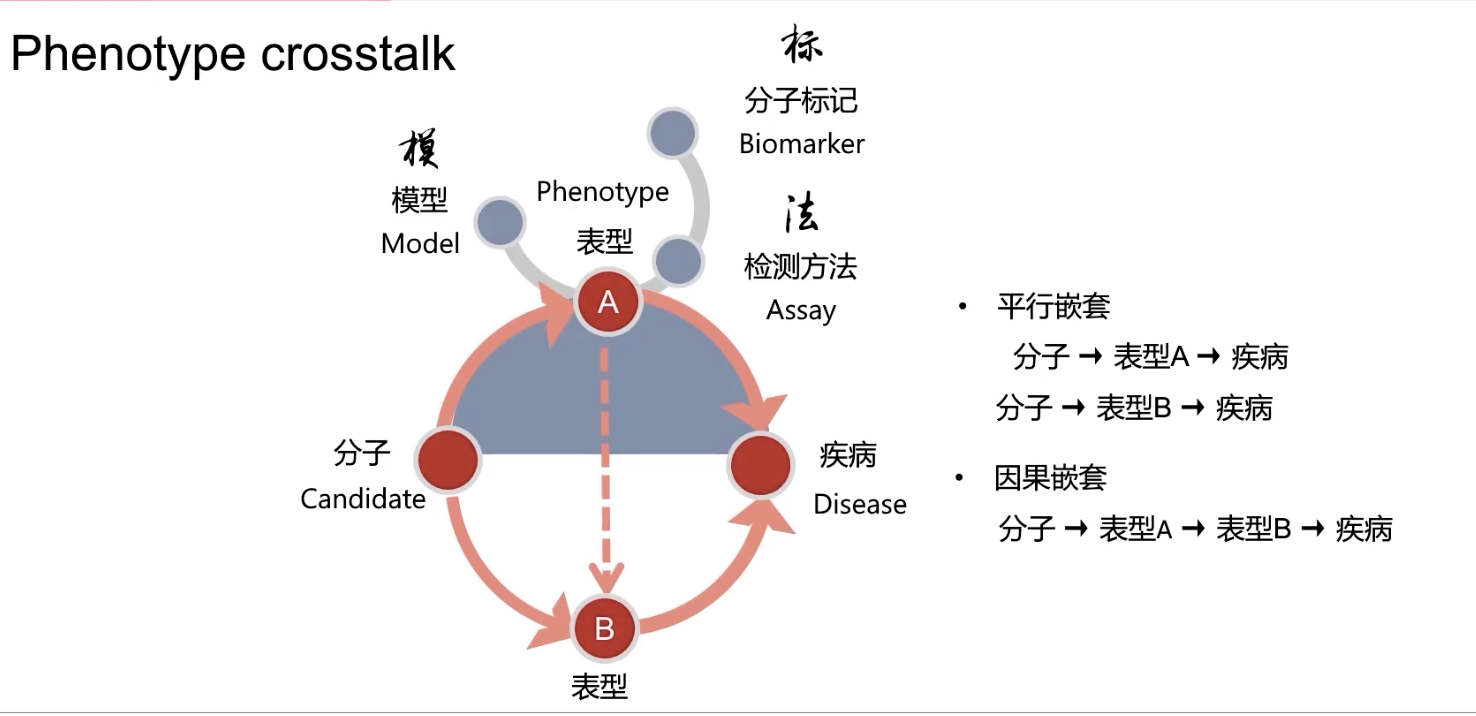 Phenotype crosstalk
标
分子标记
Biomarker
模
模型
Model
Phenotype
表型
法
检测方法
Assay
A
分子
Candidate
疾病
Disease
B
表型
• 平行嵌套
分子 → 表型A → 疾病
分子 → 表型B → 疾病
• 因果嵌套
分子 → 表型A → 表型B → 疾病